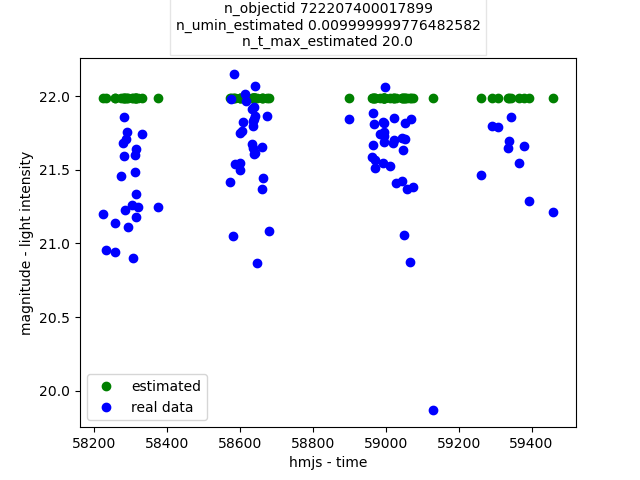 n_objectid 722207400017899
n_umin_estimated 0.009999999776482582
n_t_max_estimated 20.0
22.0
21.5
21.0
20.5
20.0
magnitude - light intensity
estimated
real data
58200 58400 58600 58800 59000 59200 59400
hmjs - time